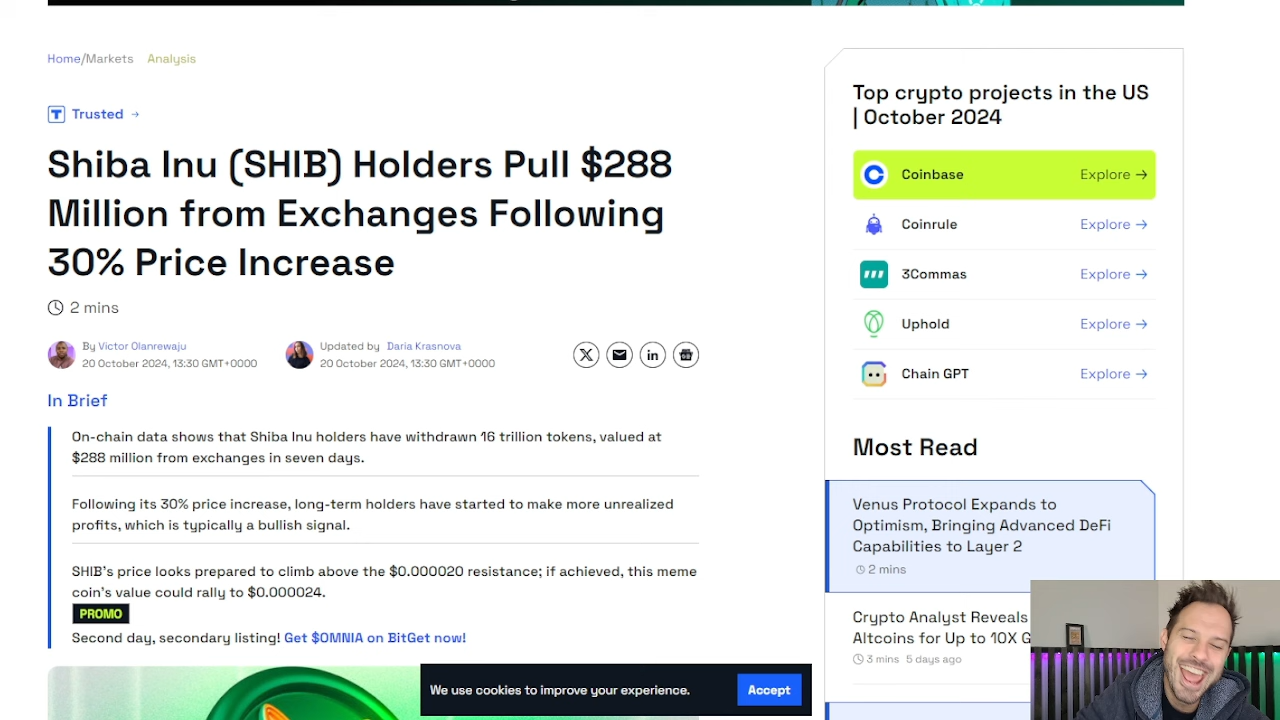 Home/Markets Analysis
Trusted →
Shiba Inu (SHIB) Holders Pull $288
Million from Exchanges Following
30% Price Increase
2 mins
By Victor Olanrewaju
20 October 2024, 13:30 GMT+0000
Updated by Daria Krasnova
20 October 2024, 13:30 GMT+0000
In Brief
On-chain data shows that Shiba Inu holders have withdrawn 16 trillion tokens, valued at
$288 million from exchanges in seven days.
Following its 30% price increase, long-term holders have started to make more unrealized
profits, which is typically a bullish signal.
SHIB's price looks prepared to climb above the $0.000020 resistance; if achieved, this meme
coin's value could rally to $0.000024.
PROMO
Second day, secondary listing! Get $OMNIA on BitGet now!
We use cookies to improve your experience.
Accept
Top crypto projects in the US
| October 2024
Coinbase Explore →
Coinrule Explore →
3Commas Explore →
Uphold Explore →
Chain GPT Explore →
Most Read
Venus Protocol Expands to
Optimism, Bringing Advanced DeFi
Capabilities to Layer 2
2 mins
Crypto Analyst Reveals
Altcoins for Up to 10X G
3 mins 5 days ago